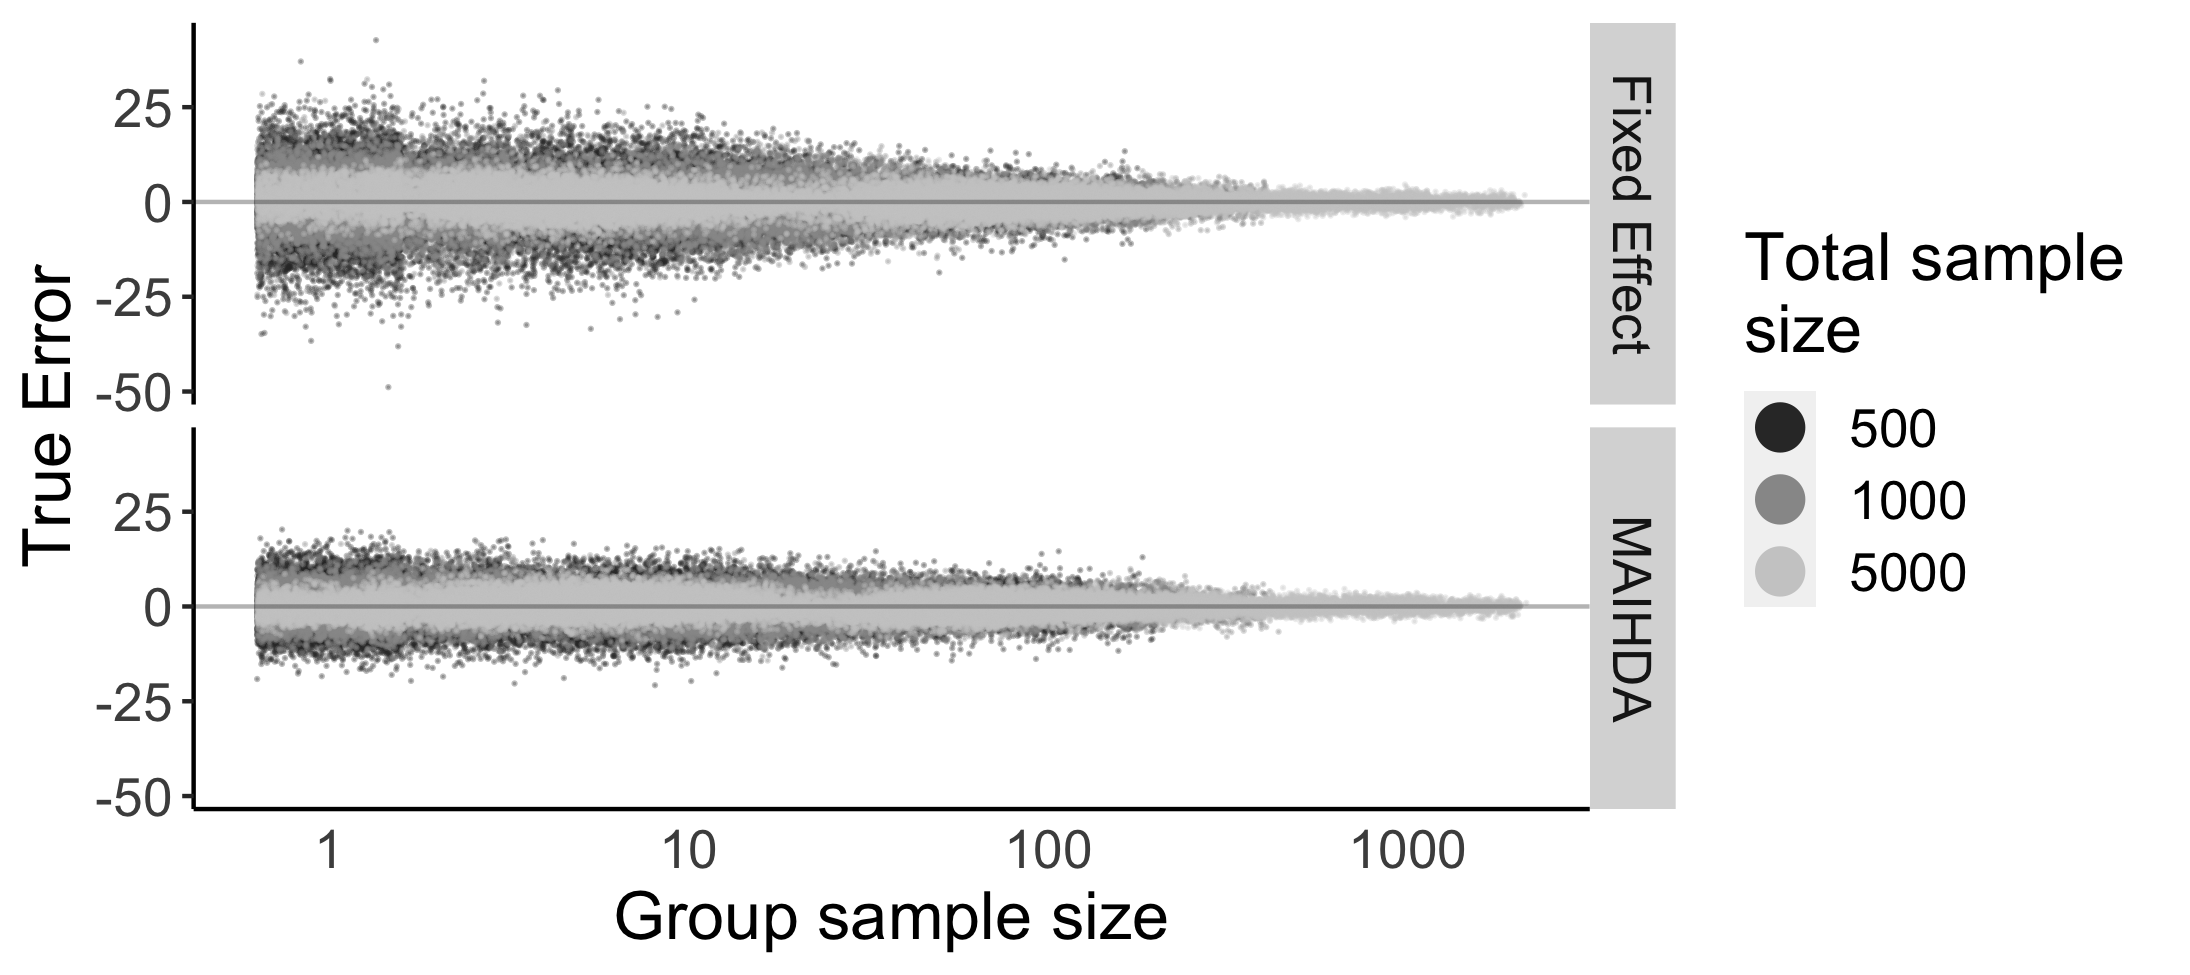 True Error
25
0
-25
-50
Fixed Effect
25
0
-25
-50
MAIHDA
1
10
100
1000
Group sample size
Total sample
size
500
1000
5000